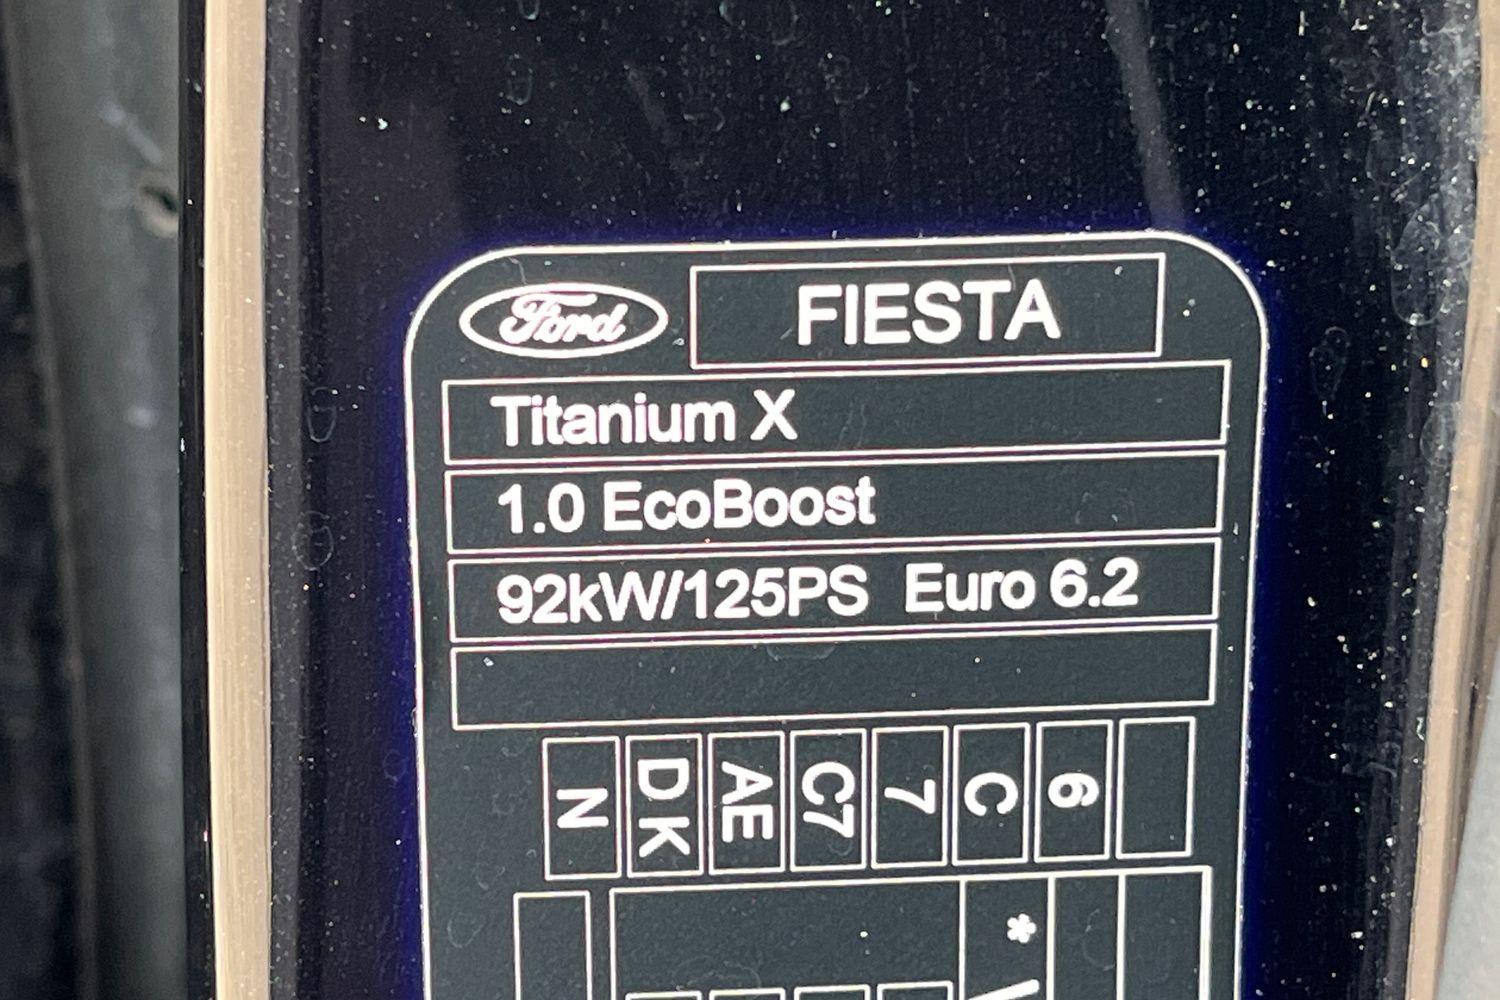 Ford FIESTA
Titanium X
1.0 EcoBoost
92kW/125PS Euro 6.2
N DK AE C7 7 C 6
*